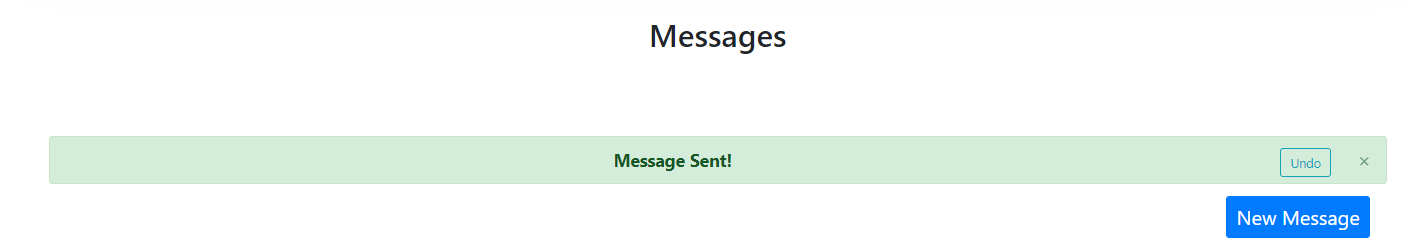 Messages
Message Sent!
Undo
×
New Message